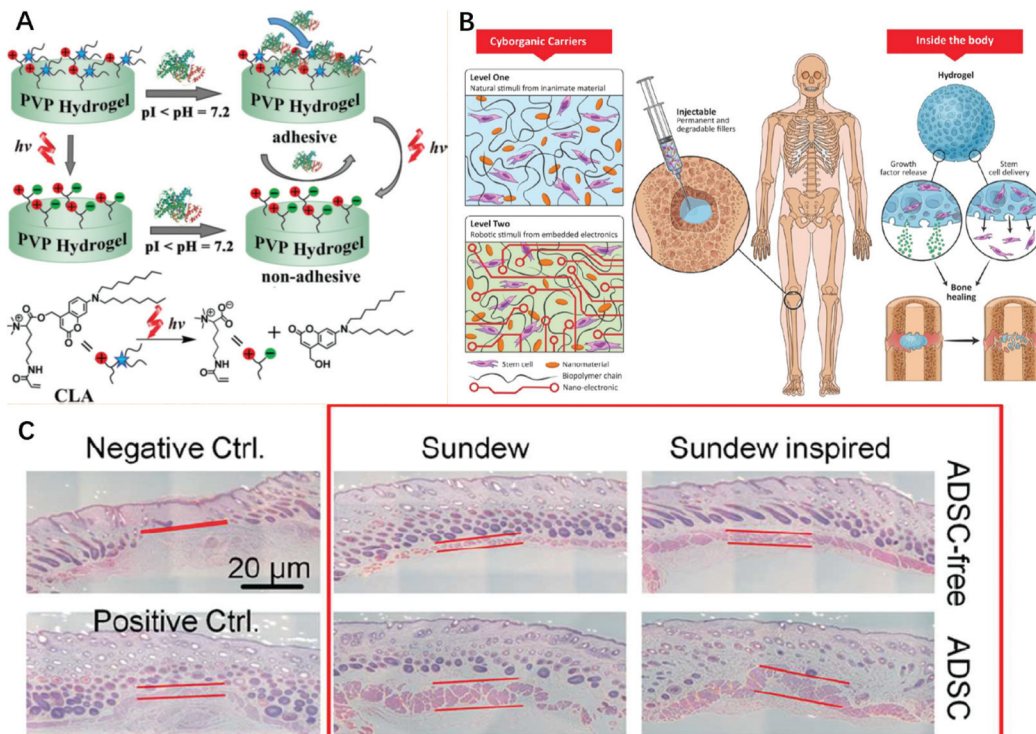 A
PVP Hydrogel
pI < pH = 7.2
PVP Hydrogel
adhesive
hv
hv
PVP Hydrogel
pI < pH = 7.2
PVP Hydrogel
non-adhesive
O
O
N
N+
O
O
hv
O
O-
N+
+
N
O
O
OH
HN
O
HN
O
CLA
B
Cyborganic Carriers
Level One
Natural stimuli from inanimate material
Level Two
Robotic stimuli from embedded electronics
Stem cell
Nanomaterial
Biopolymer chain
Nano-electronic
Injectable
Permanent and
degradable fillers
Inside the body
Hydrogel
Growth
factor release
Stem
cell delivery
Bone
healing
C
Negative Ctrl.
Sundew
Sundew inspired
ADSC-free
20 µm
Positive Ctrl.
ADSC